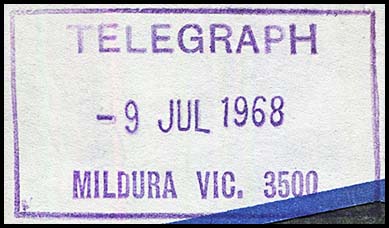 TELEGRAPH
- 9 JUL 1968
MILDURA VIC. 3500